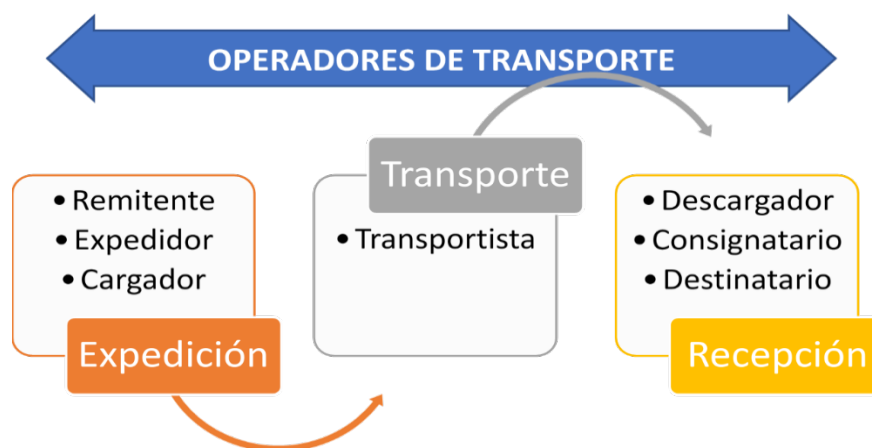 OPERADORES DE TRANSPORTE
• Remitente
• Expedidor
• Cargador
Expedición
Transporte
• Transportista
• Descargador
• Consignatario
• Destinatario
Recepción